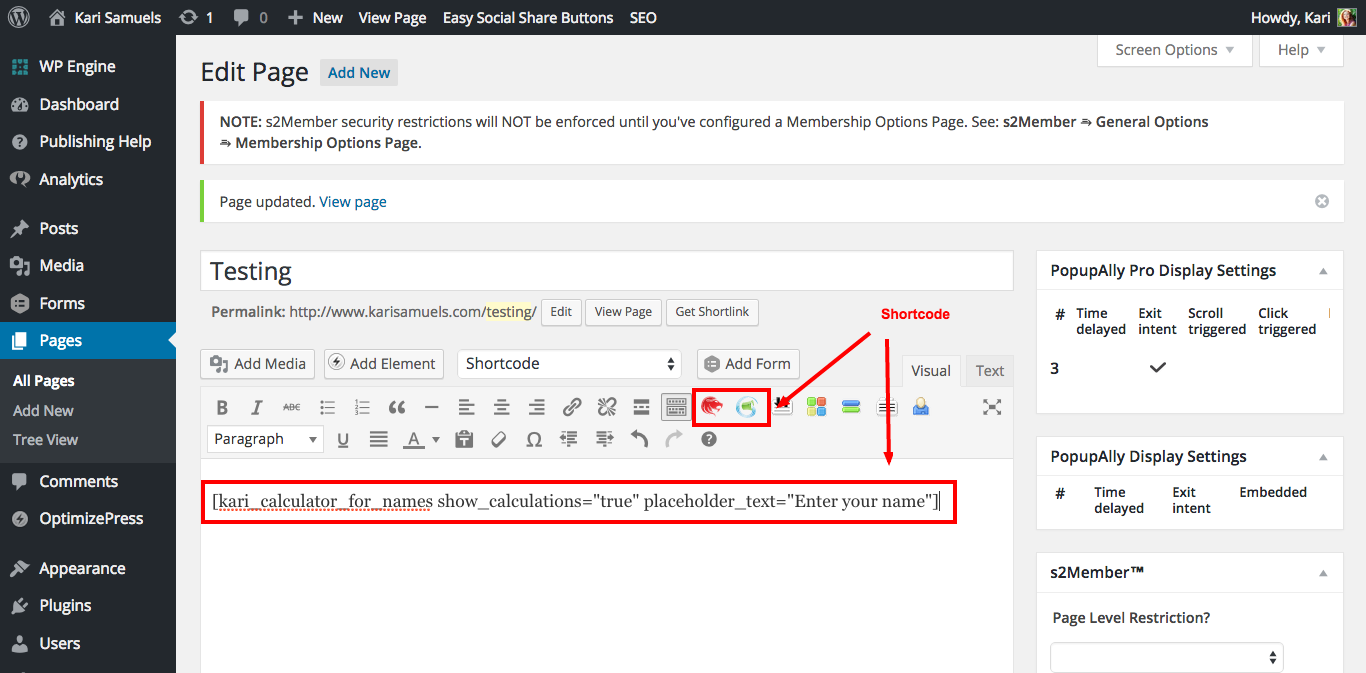 Kari Samuels 1 0 New View Page Easy Social Share Buttons SEO Howdy, Kari
WP Engine
Dashboard
Publishing Help
Analytics
Posts
Media
Forms
Pages
All Pages
Add New
Tree View
Comments
OptimizePress
Appearance
Plugins
Users
Screen Options Help
Edit Page Add New
NOTE: s2Member security restrictions will NOT be enforced until you've configured a Membership Options Page. See: s2Member ⇒ General Options
⇒ Membership Options Page.
Page updated. View page
Testing
Permalink: http://www.karisamuels.com/testing/ Edit View Page Get Shortlink
Shortcode
Add Media Add Element Shortcode Add Form Visual Text
B I ABC
Paragraph U A Ω ?
[kari_calculator_for_names show_calculations="true" placeholder_text="Enter your name"]
PopupAlly Pro Display Settings
# Time delayed Exit intent Scroll triggered Click triggered
3
PopupAlly Display Settings
# Time delayed Exit intent Embedded
s2Member™
Page Level Restriction?